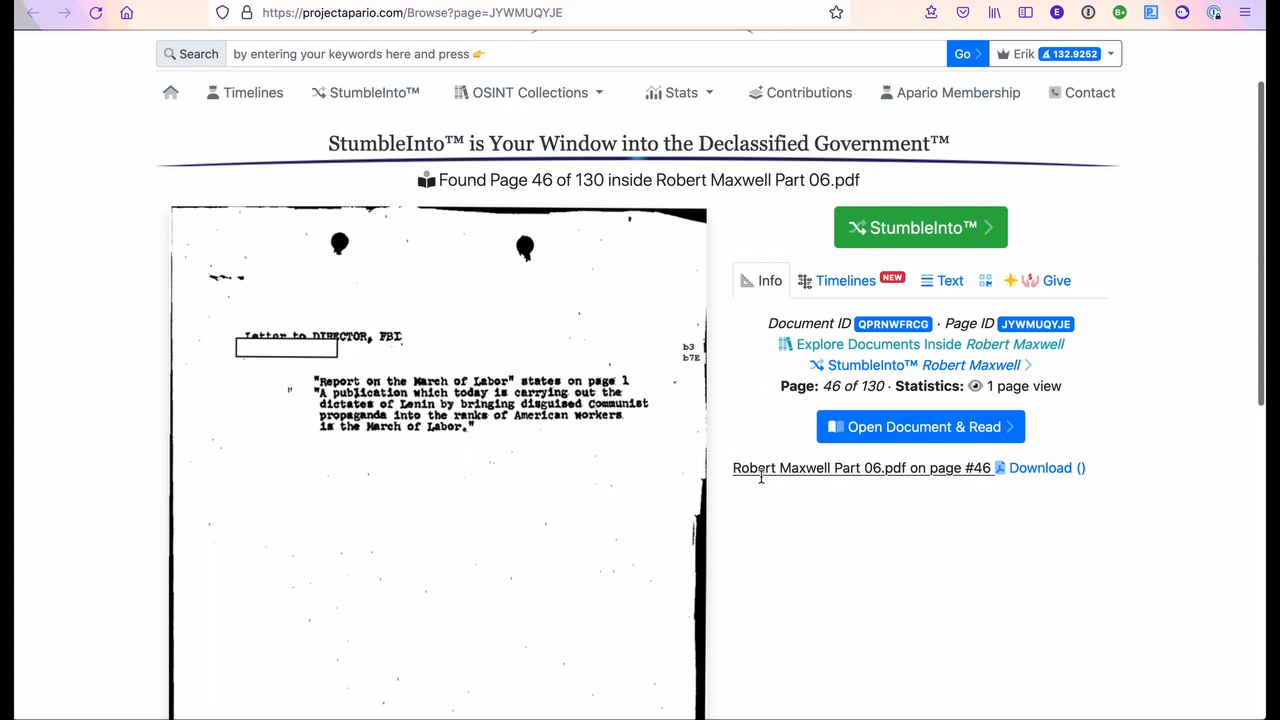 https://projectapario.com/Browse?page=JYWMUQYJE
Search by entering your keywords here and press Go Erik 132.9252
Timelines StumbleInto™ OSINT Collections Stats Contributions Apario Membership Contact
StumbleInto™ is Your Window into the Declassified Government™
Found Page 46 of 130 inside Robert Maxwell Part 06.pdf
StumbleInto™
Info Timelines NEW Text Give
Document ID QPRNWFRCG · Page ID JYWMUQYJE
Explore Documents Inside Robert Maxwell
StumbleInto™ Robert Maxwell
Page: 46 of 130 · Statistics: 1 page view
Open Document & Read
Robert Maxwell Part 06.pdf on page #46 Download ()
Letter to DIRECTOR, FBI
b3
b7E
"Report on the March of Labor" states on page 1
"A publication which today is carrying out the
dictates of Lenin by bringing disguised Communist
propaganda into the ranks of American workers
is the March of Labor."